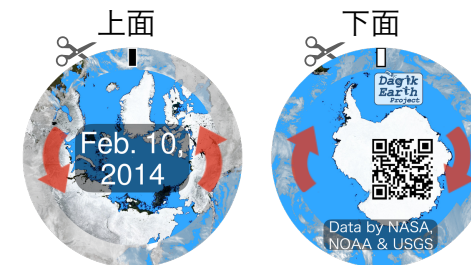 上面
下面
Feb. 10,
2014
Dagik
Earth
Project
Data by NASA,
NOAA & USGS